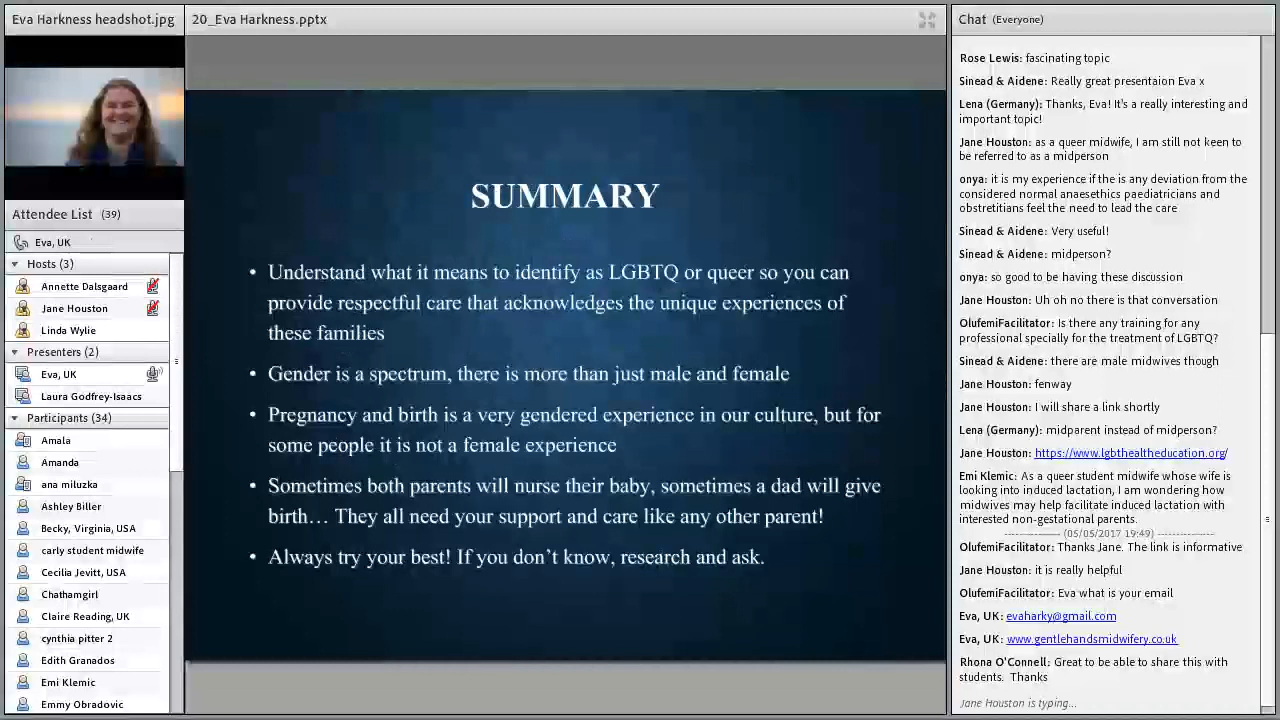 Eva Harkness headshot.jpg
20_Eva Harkness.pptx
Chat (Everyone)
Attendee List (39)
Eva, UK
Hosts (3)
Annette Dalsgaard
Jane Houston
Linda Wylie
Presenters (2)
Eva, UK
Laura Godfrey-Isaacs
Participants (34)
Amala
Amanda
ana miluzka
Ashley Biller
Becky, Virginia, USA
carly student midwife
Cecilia Jevitt, USA
Chathamgirl
Claire Reading, UK
cynthia pitter 2
Edith Granados
Emi Klemic
Emmy Obradovic
SUMMARY
• Understand what it means to identify as LGBTQ or queer so you can
provide respectful care that acknowledges the unique experiences of
these families
• Gender is a spectrum, there is more than just male and female
• Pregnancy and birth is a very gendered experience in our culture, but for
some people it is not a female experience
• Sometimes both parents will nurse their baby, sometimes a dad will give
birth… They all need your support and care like any other parent!
• Always try your best! If you don’t know, research and ask.
Rose Lewis: fascinating topic
Sinead & Aidene: Really great presentaion Eva x
Lena (Germany): Thanks, Eva! It's a really interesting and
important topic!
Jane Houston: as a queer midwife, I am still not keen to
be referred to as a midperson
onya: it is my experience if the is any deviation from the
considered normal anaesethics paediatricians and
obstretitians feel the need to lead the care
Sinead & Aidene: Very useful!
Sinead & Aidene: midperson?
onya: so good to be having these discussion
Jane Houston: Uh oh no there is that conversation
OlufemiFacilitator: Is there any training for any
professional specially for the treatment of LGBTQ?
Sinead & Aidene: there are male midwives though
Jane Houston: fenway
Jane Houston: I will share a link shortly
Lena (Germany): midparent instead of midperson?
Jane Houston: https://www.lgbthealtheducation.org/
Emi Klemic: As a queer student midwife whose wife is
looking into induced lactation, I am wondering how
midwives may help facilitate induced lactation with
interested non-gestational parents.
------------------ (05/05/2017 19:49) ------------------
OlufemiFacilitator: Thanks Jane. The link is informative
Jane Houston: it is really helpful
OlufemiFacilitator: Eva what is your email
Eva, UK: evaharky@gmail.com
Eva, UK: www.gentlehandsmidwifery.co.uk
Rhona O'Connell: Great to be able to share this with
students. Thanks
Jane Houston is typing...